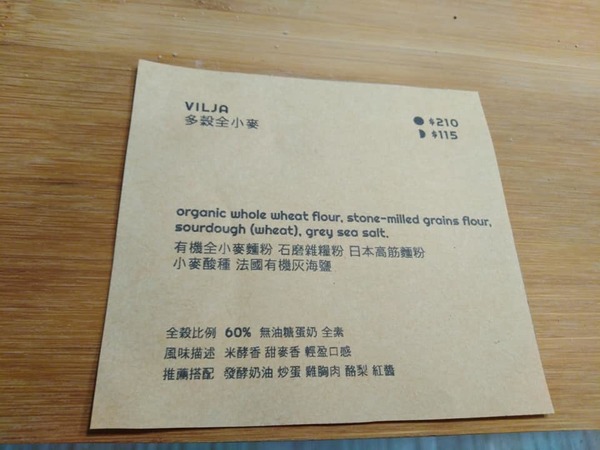 VILJA
多穀全小麥
● $210
◗ $115
organic whole wheat flour, stone-milled grains flour,
sourdough (wheat), grey sea salt.
有機全小麥麵粉 石磨雜糧粉 日本高筋麵粉
小麥酸種 法國有機灰海鹽
全穀比例 60% 無油糖蛋奶 全素
風味描述 米酵香 甜麥香 輕盈口感
推薦搭配 發酵奶油 炒蛋 雞胸肉 酪梨 紅醬